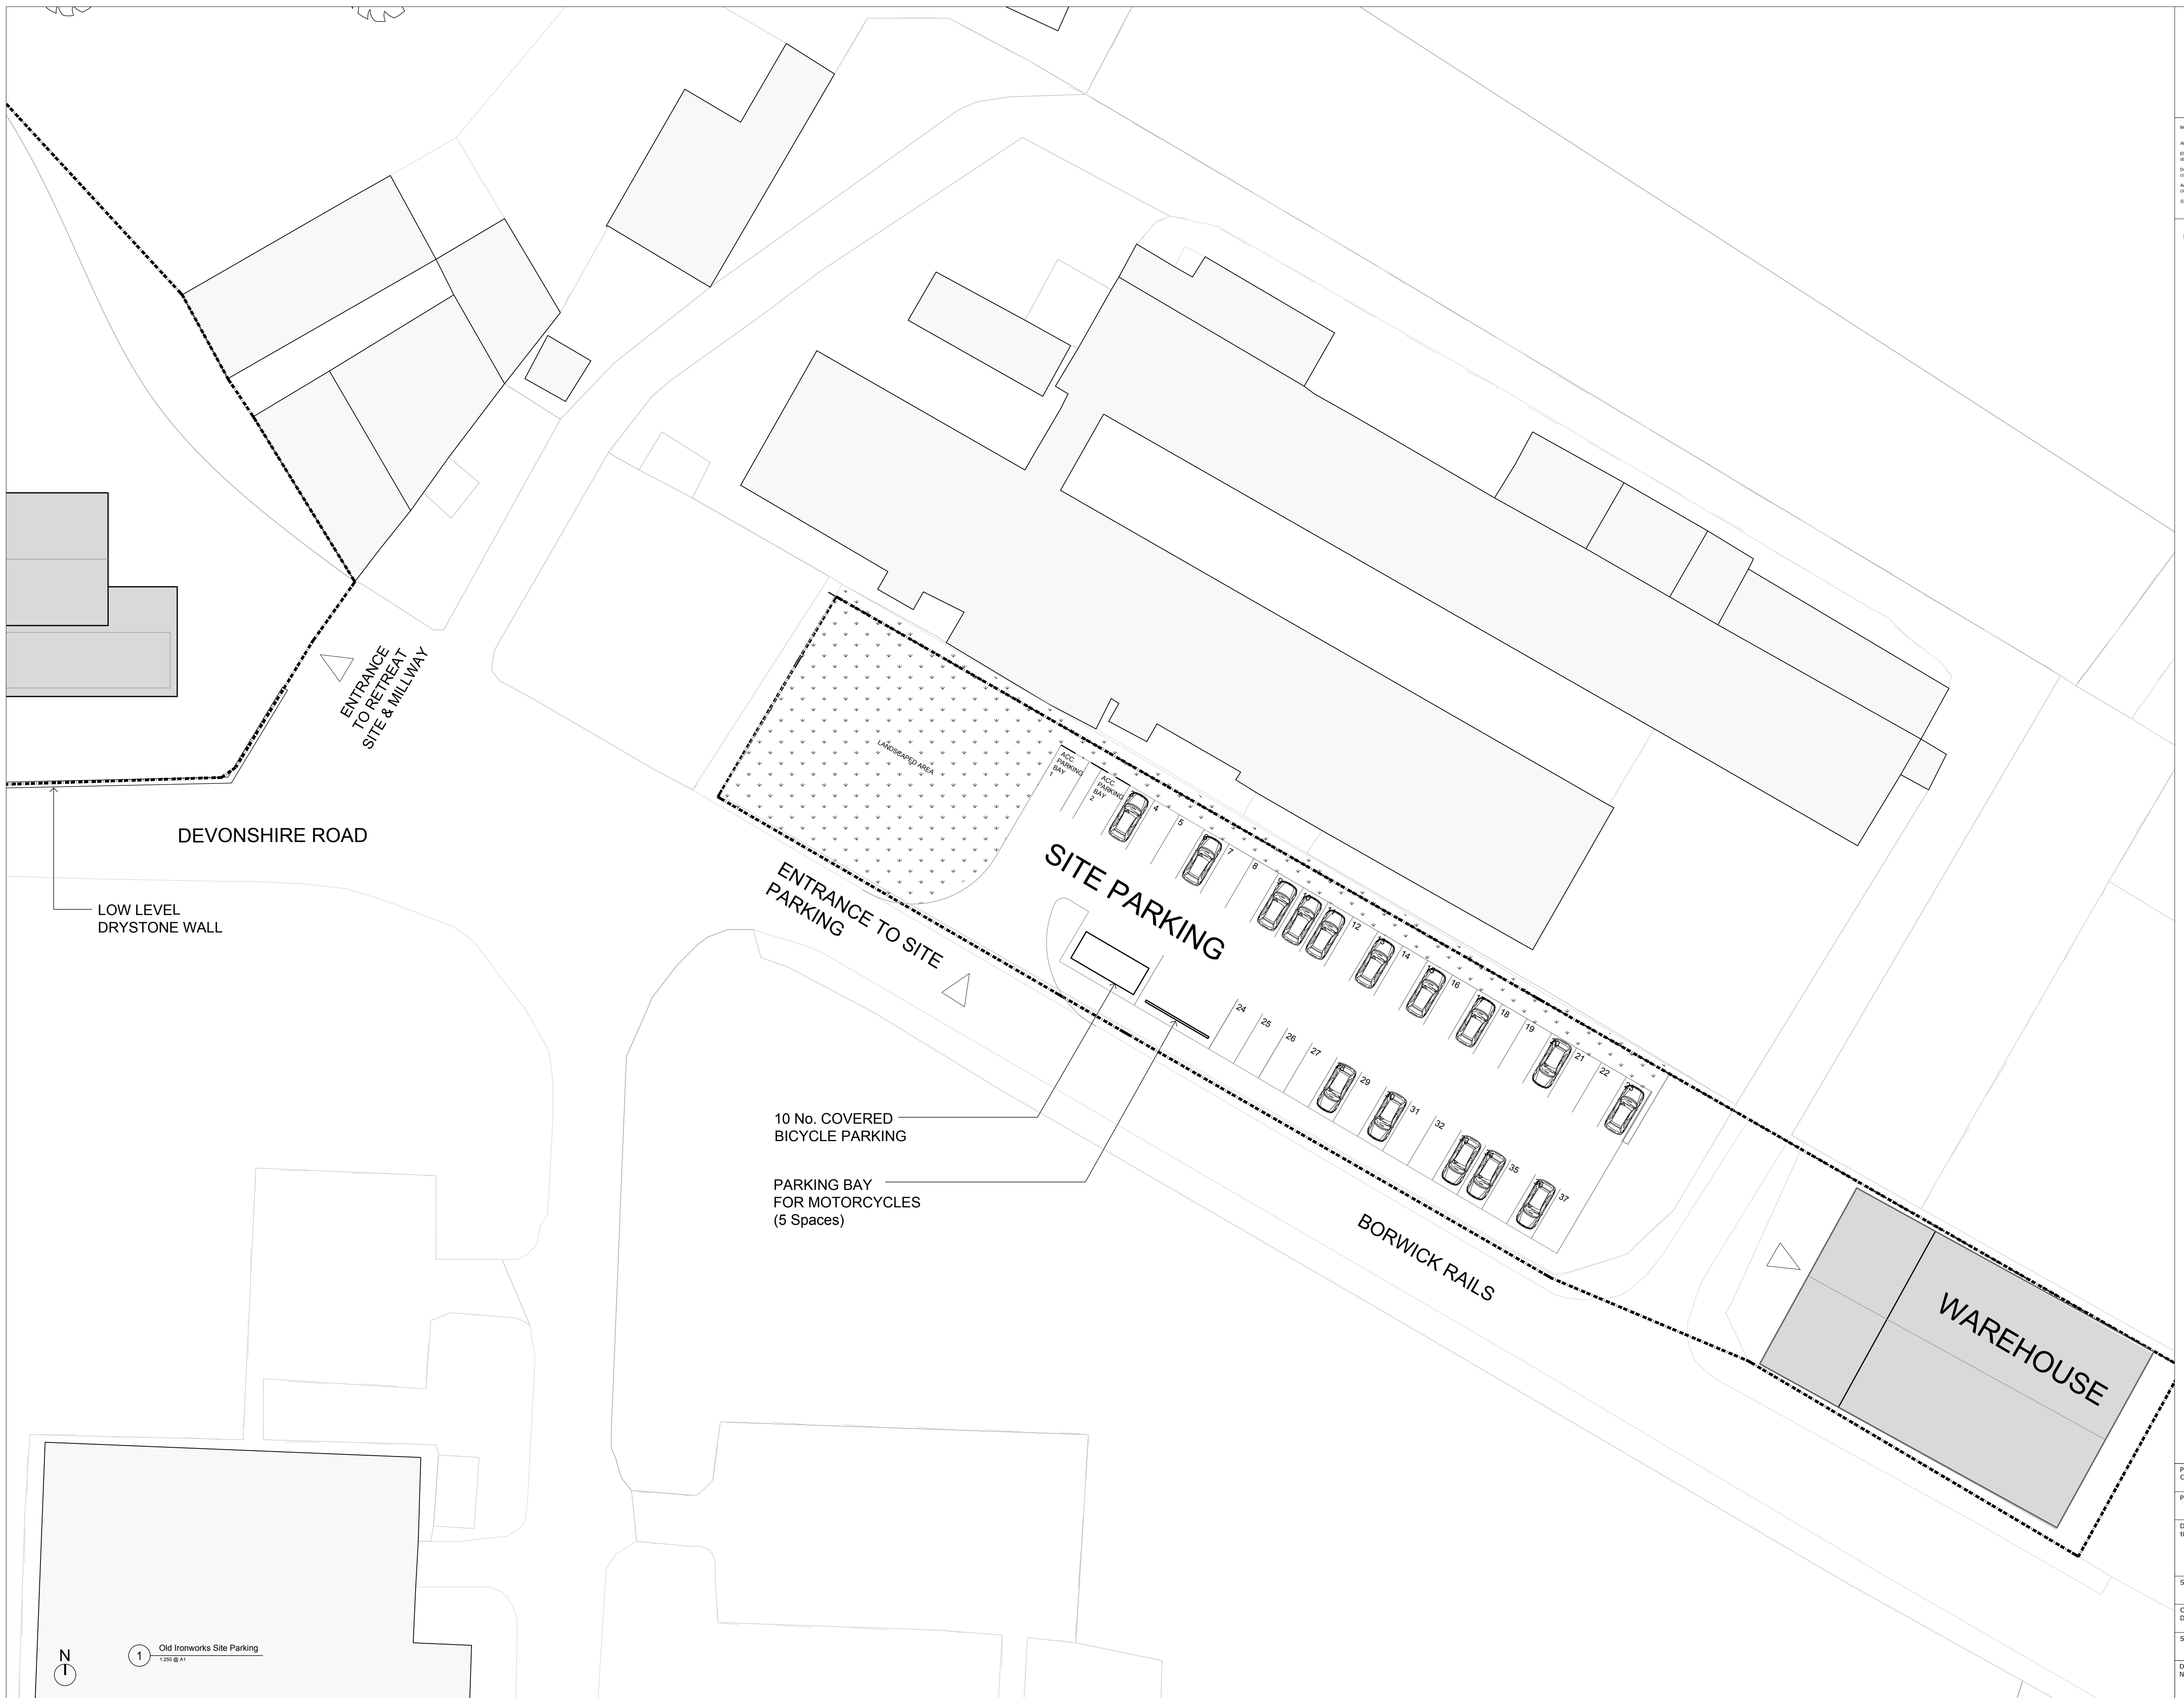 ENTRANCE
TO RETREAT
SITE & MILLWAY
DEVONSHIRE ROAD
LOW LEVEL
DRYSTONE WALL
LANDSCAPED AREA
ACC.
PARKING
BAY
1
ACC.
PARKING
BAY
2
4
5
7
8
12
14
16
18
19
21
22
SITE PARKING
ENTRANCE TO SITE
PARKING
24
25
26
27
29
31
32
35
37
10 No. COVERED
BICYCLE PARKING
PARKING BAY
FOR MOTORCYCLES
(5 Spaces)
BORWICK RAILS
WAREHOUSE
N
1
Old Ironworks Site Parking
1:250 @ A1